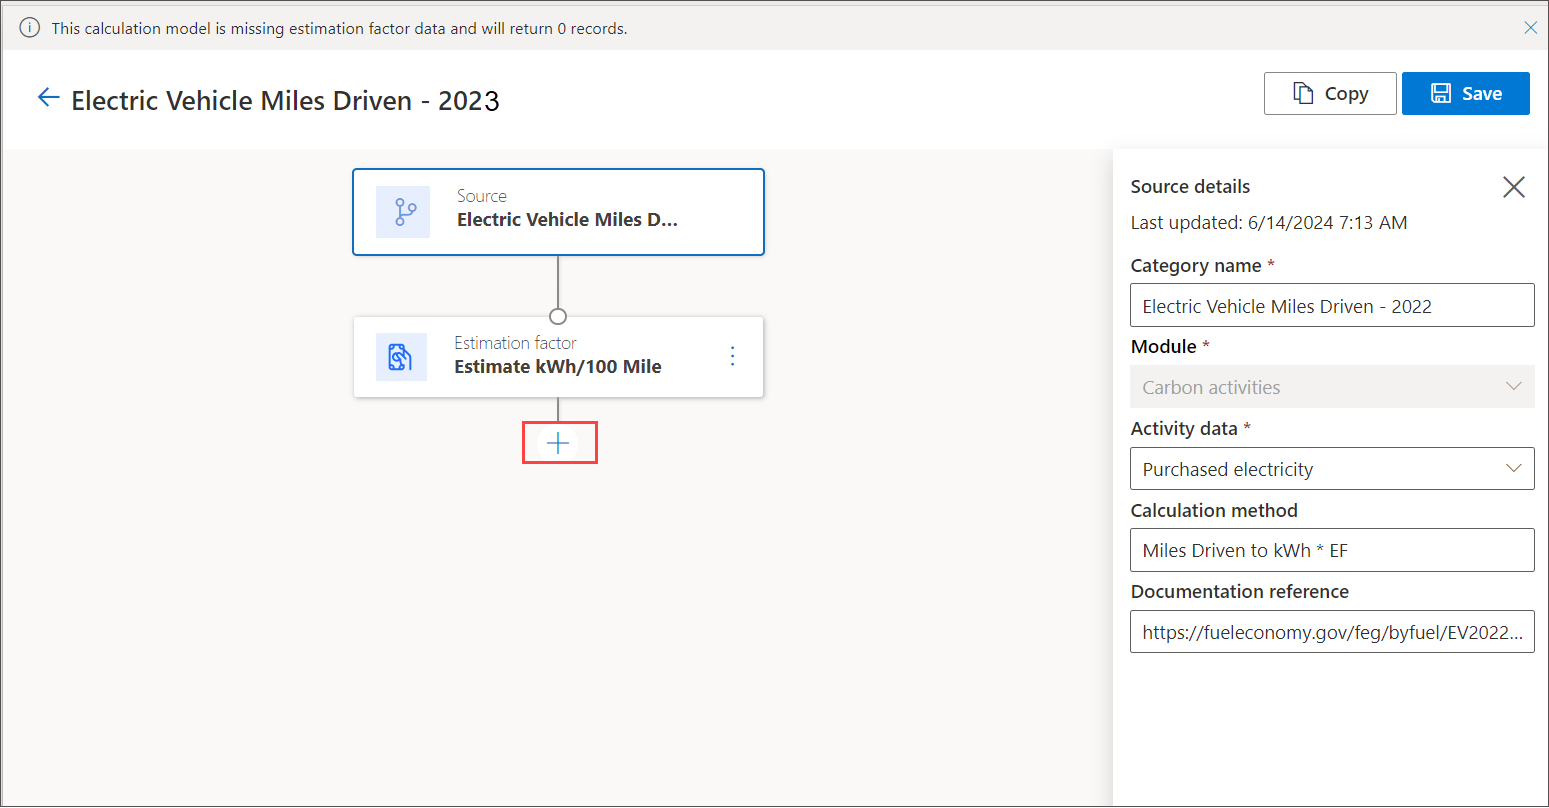 This calculation model is missing estimation factor data and will return 0 records.
Electric Vehicle Miles Driven - 2023
Copy
Save
Source
Electric Vehicle Miles D...
Estimation factor
Estimate kWh/100 Mile
Source details
Last updated: 6/14/2024 7:13 AM
Category name *
Electric Vehicle Miles Driven - 2022
Module *
Carbon activities
Activity data *
Purchased electricity
Calculation method
Miles Driven to kWh * EF
Documentation reference
https://fueleconomy.gov/feg/byfuel/EV2022...